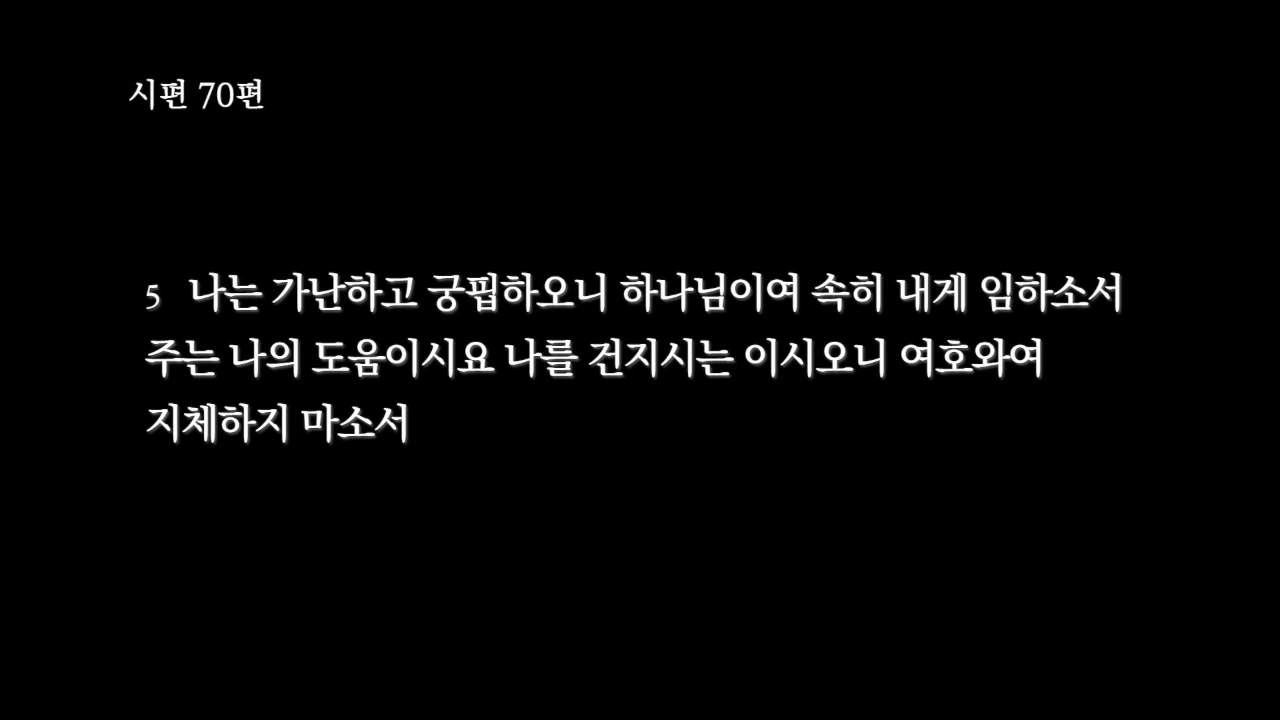 시편 70편
5 나는 가난하고 궁핍하오니 하나님이여 속히 내게 임하소서
주는 나의 도움이시요 나를 건지시는 이시오니 여호와여
지체하지 마소서